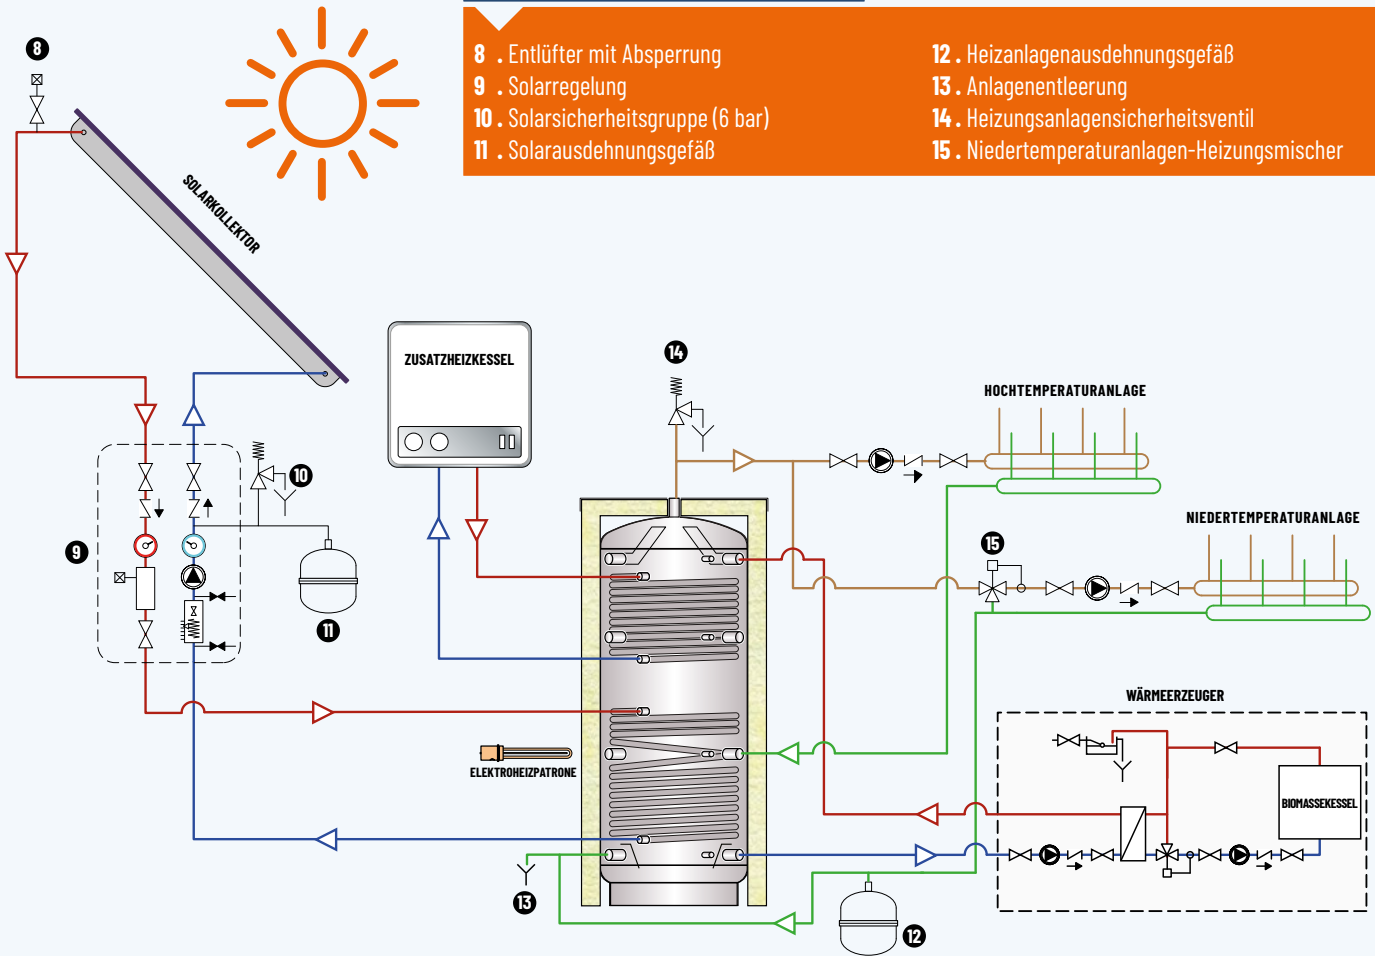 8 . Entlüfter mit Absperrung
9 . Solarregelung
10 . Solarsicherheitsgruppe (6 bar)
11 . Solarausdehnungsgefäß
12 . Heizanlagenausdehnungsgefäß
13 . Anlagenentleerung
14 . Heizungsanlagensicherheitsventil
15 . Niedertemperaturanlagen-Heizungsmischer
8
SOLARKOLLEKTOR
ZUSATZHEIZKESSEL
14
HOCHTEMPERATURANLAGE
10
NIEDERTEMPERATURANLAGE
15
9
11
WÄRMEERZEUGER
ELEKTROHEIZPATRONE
BIOMASSEKESSEL
13
12